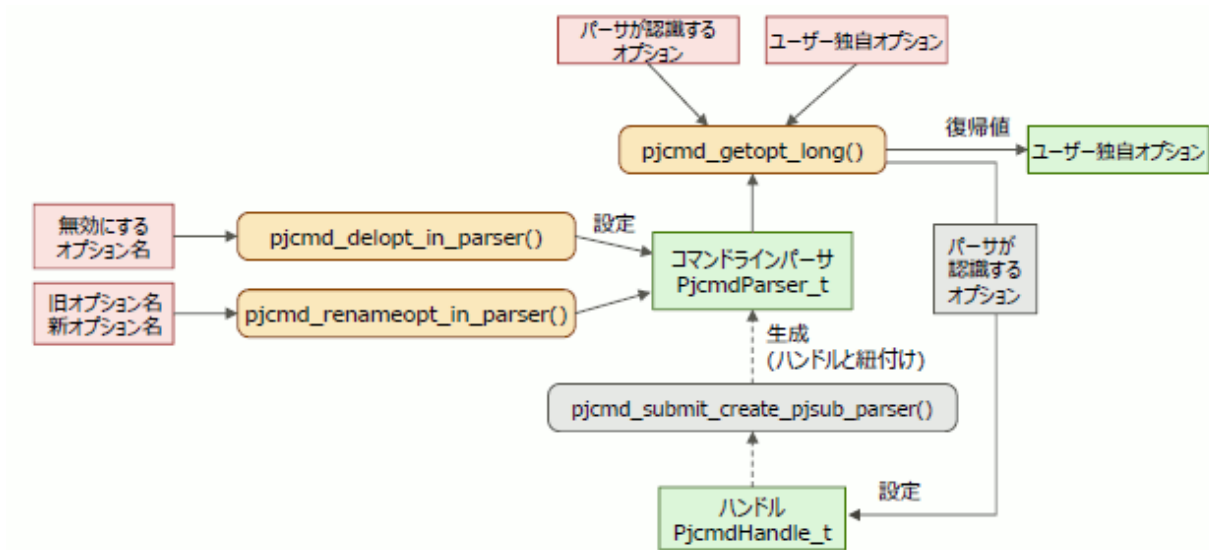 パーサが認識する
オプション
ユーザー独自オプション
pjcmd_getopt_long()
復帰値
ユーザー独自オプション
無効にする
オプション名
pjcmd_delopt_in_parser()
設定
コマンドラインパーサ
PjcmdParser_t
パーサが
認識する
オプション
旧オプション名
新オプション名
pjcmd_renameopt_in_parser()
生成
(ハンドルと紐付け)
pjcmd_submit_create_pjsub_parser()
ハンドル
PjcmdHandle_t
設定